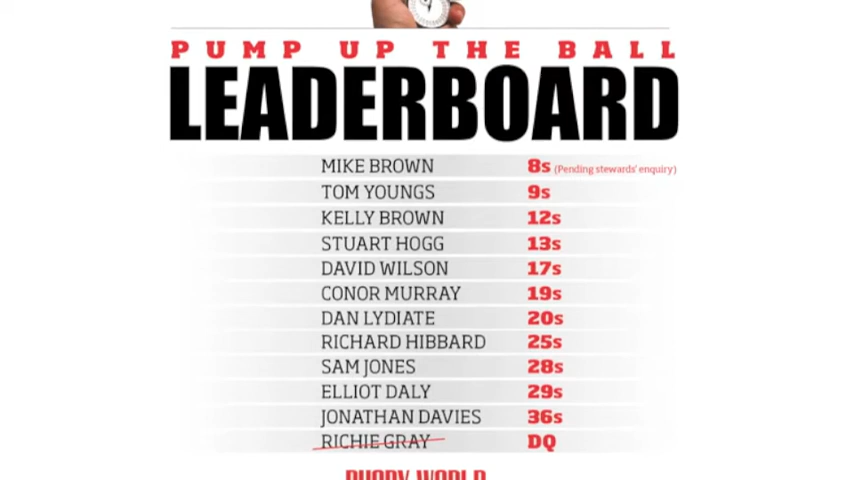 PUMP UP THE BALL
LEADERBOARD
MIKE BROWN 8s (Pending stewards' enquiry)
TOM YOUNGS 9s
KELLY BROWN 12s
STUART HOGG 13s
DAVID WILSON 17s
CONOR MURRAY 19s
DAN LYDIATE 20s
RICHARD HIBBARD 25s
SAM JONES 28s
ELLIOT DALY 29s
JONATHAN DAVIES 36s
RICHIE GRAY DQ
RUGBY WORLD